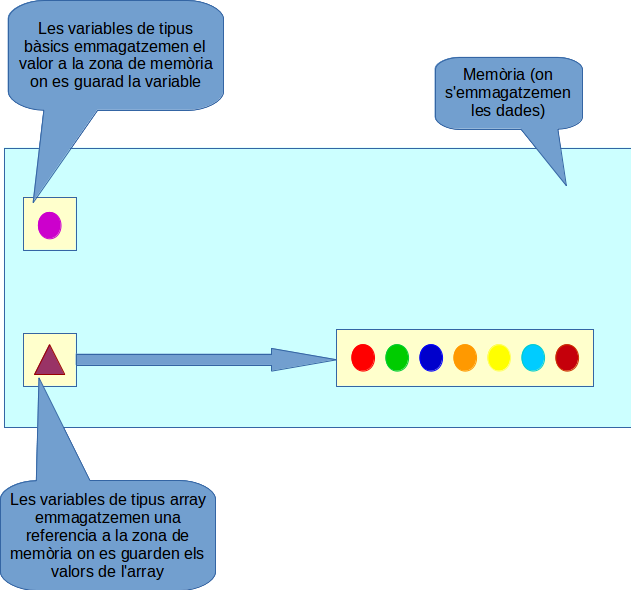 Les variables de tipus
bàsics emmagatzemen el
valor a la zona de memòria
on es guarad la variable
Memòria (on
s'emmagatzemen
les dades)
Les variables de tipus array
emmagatzemen una
referencia a la zona de
memòria on es guarden els
valors de l'array